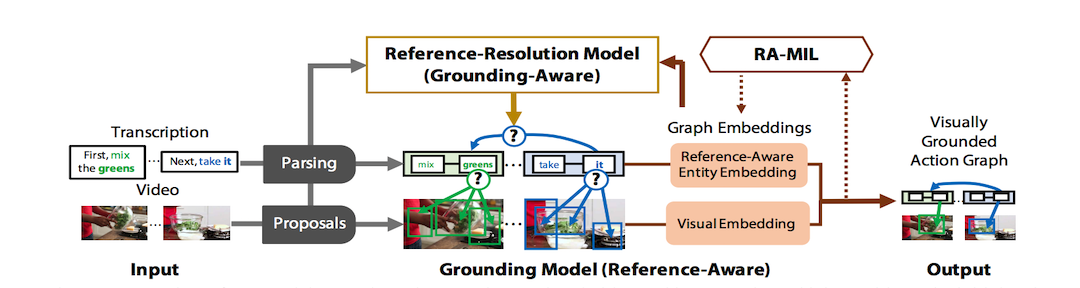 Reference-Resolution Model
(Grounding-Aware)
RA-MIL
?
Transcription
First, mix
the greens
...
Next, take it
Parsing
mix
greens
...
take
it
?
?
Graph Embeddings
Reference-Aware
Entity Embedding
Visually
Grounded
Action Graph
Video
...
Proposals
...
Visual Embedding
Input
Grounding Model (Reference-Aware)
Output